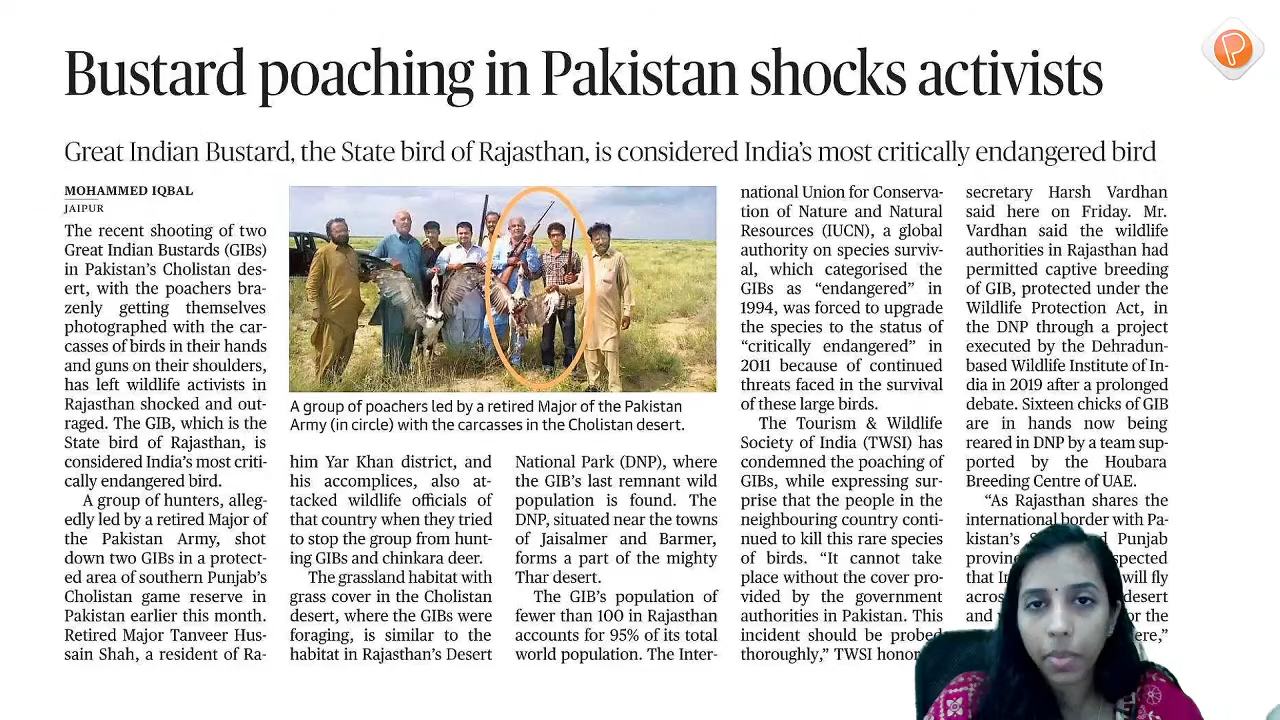 Bustard poaching in Pakistan shocks activists
Great Indian Bustard, the State bird of Rajasthan, is considered India's most critically endangered bird
MOHAMMED IQBAL
JAIPUR
The recent shooting of two
Great Indian Bustards (GIBs)
in Pakistan's Cholistan des-
ert, with the poachers bra-
zenly getting themselves
photographed with the car-
casses of birds in their hands
and guns on their shoulders,
has left wildlife activists in
Rajasthan shocked and out-
raged. The GIB, which is the
State bird of Rajasthan, is
considered India's most criti-
cally endangered bird.
A group of hunters, alleg-
edly led by a retired Major of
the Pakistan Army, shot
down two GIBs in a protect-
ed area of southern Punjab's
Cholistan game reserve in
Pakistan earlier this month.
Retired Major Tanveer Hus-
sain Shah, a resident of Ra-
A group of poachers led by a retired Major of the Pakistan
Army (in circle) with the carcasses in the Cholistan desert.
him Yar Khan district, and
his accomplices, also at-
tacked wildlife officials of
that country when they tried
to stop the group from hunt-
ing GIBs and chinkara deer.
The grassland habitat with
grass cover in the Cholistan
desert, where the GIBs were
foraging, is similar to the
habitat in Rajasthan's Desert
National Park (DNP), where
the GIB's last remnant wild
population is found. The
DNP, situated near the towns
of Jaisalmer and Barmer,
forms a part of the mighty
Thar desert.
The GIB's population of
fewer than 100 in Rajasthan
accounts for 95% of its total
world population. The Inter-
national Union for Conserva-
tion of Nature and Natural
Resources (IUCN), a global
authority on species surviv-
al, which categorised the
GIBs as “endangered” in
1994, was forced to upgrade
the species to the status of
“critically endangered” in
2011 because of continued
threats faced in the survival
of these large birds.
The Tourism & Wildlife
Society of India (TWSI) has
condemned the poaching of
GIBs, while expressing sur-
prise that the people in the
neighbouring country conti-
nued to kill this rare species
of birds. “It cannot take
place without the cover pro-
vided by the government
authorities in Pakistan. This
incident should be probed
thoroughly,” TWSI honor
secretary Harsh Vardhan
said here on Friday. Mr.
Vardhan said the wildlife
authorities in Rajasthan had
permitted captive breeding
of GIB, protected under the
Wildlife Protection Act, in
the DNP through a project
executed by the Dehradun-
based Wildlife Institute of In-
dia in 2019 after a prolonged
debate. Sixteen chicks of GIB
are in hands now being
reared in DNP by a team sup-
ported by the Houbara
Breeding Centre of UAE.
“As Rajasthan shares the
international border with Pa-
kistan's Punjab
that will fly
desert
the
P